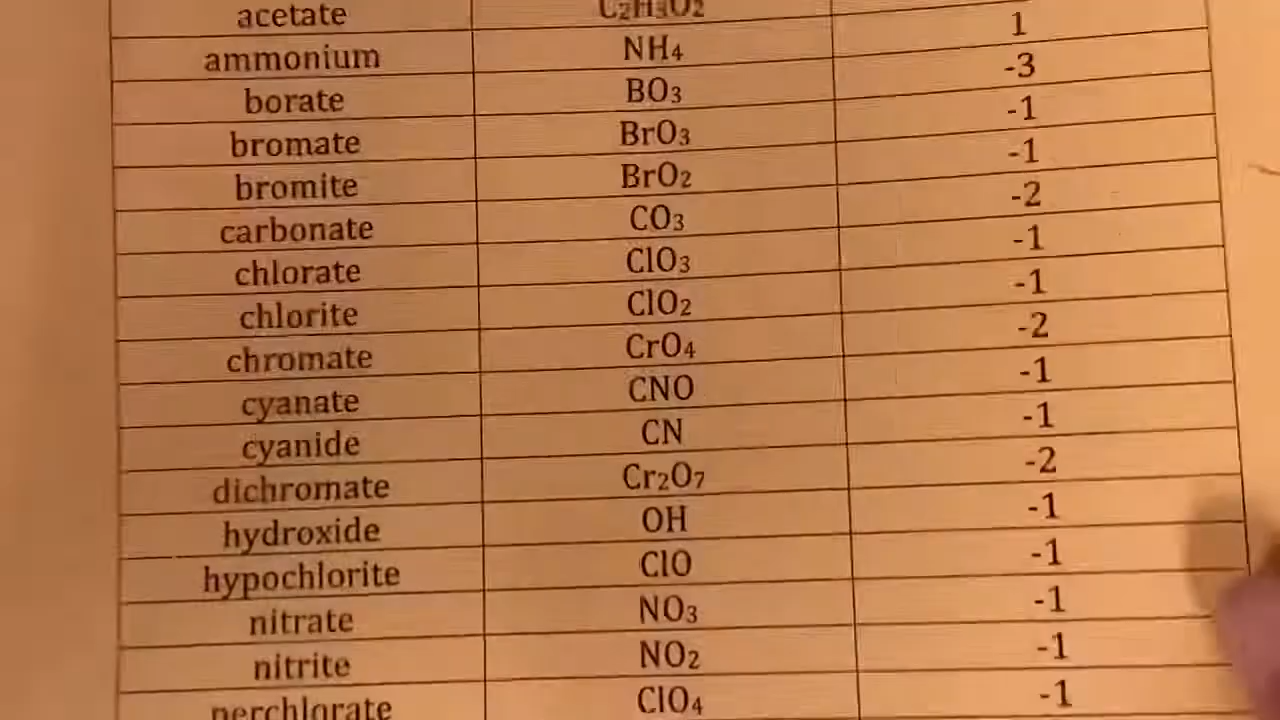 acetate C₂H₃O₂
ammonium NH₄ 1
borate BO₃ -3
bromate BrO₃ -1
bromite BrO₂ -1
carbonate CO₃ -2
chlorate ClO₃ -1
chlorite ClO₂ -1
chromate CrO₄ -2
cyanate CNO -1
cyanide CN -1
dichromate Cr₂O₇ -2
hydroxide OH -1
hypochlorite ClO -1
nitrate NO₃ -1
nitrite NO₂ -1
perchlorate ClO₄ -1